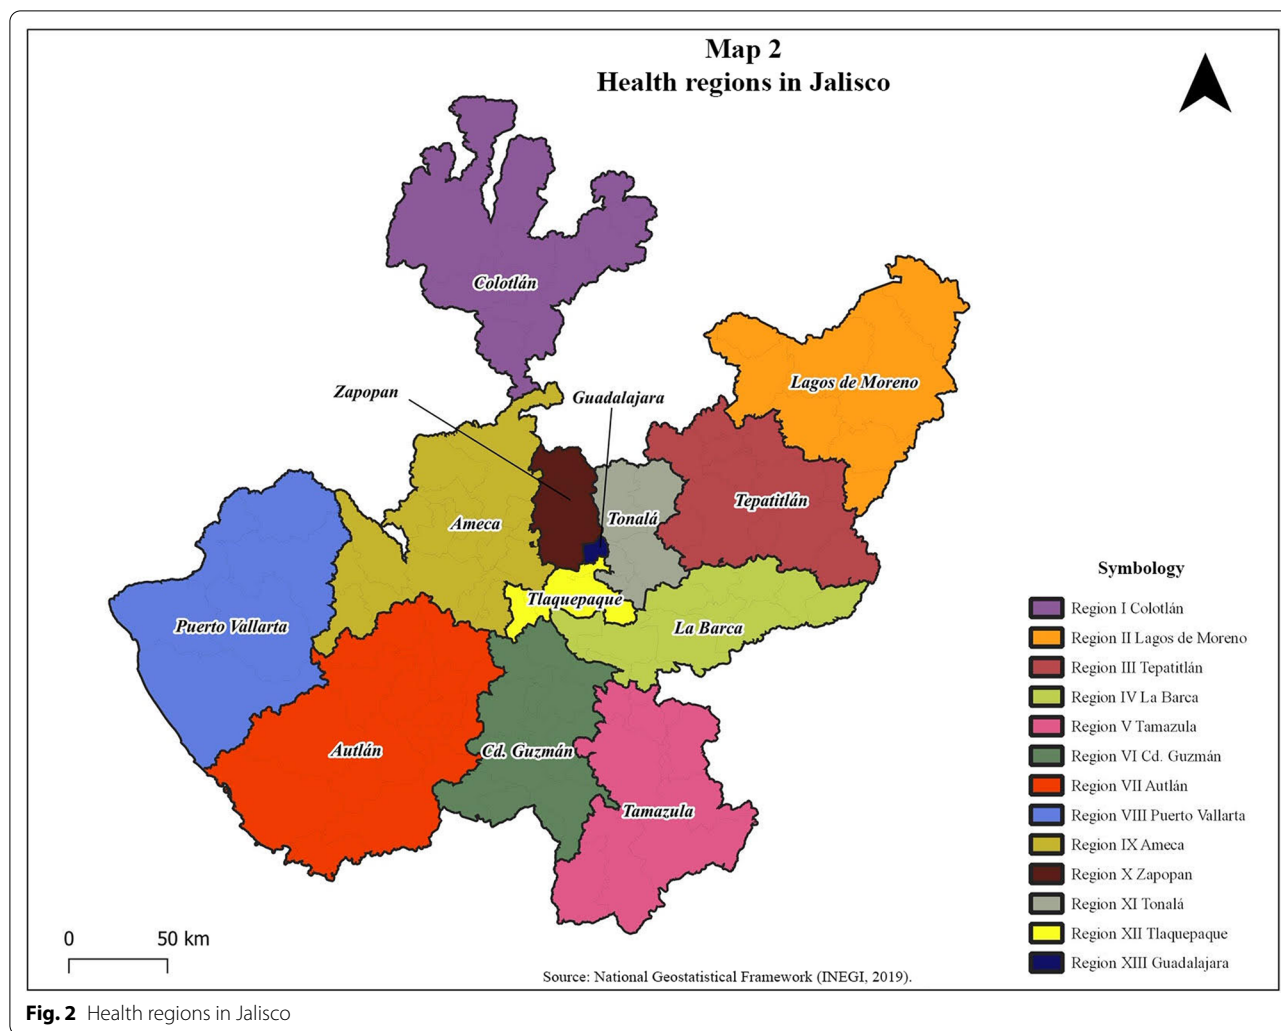 Map 2
Health regions in Jalisco
Colotlán
Lagos de Moreno
Zapopan
Guadalajara
Tepatitlán
Ameca
Tonalá
Tlaquepaque
Puerto Vallarta
La Barca
Autlán
Cd. Guzmán
Tamazula
Symbology
Region I Colotlán
Region II Lagos de Moreno
Region III Tepatitlán
Region IV La Barca
Region V Tamazula
Region VI Cd. Guzmán
Region VII Autlán
Region VIII Puerto Vallarta
Region IX Ameca
Region X Zapopan
Region XI Tonalá
Region XII Tlaquepaque
Region XIII Guadalajara
0 50 km
Source: National Geostatistical Framework (INEGI, 2019).
Fig. 2 Health regions in Jalisco